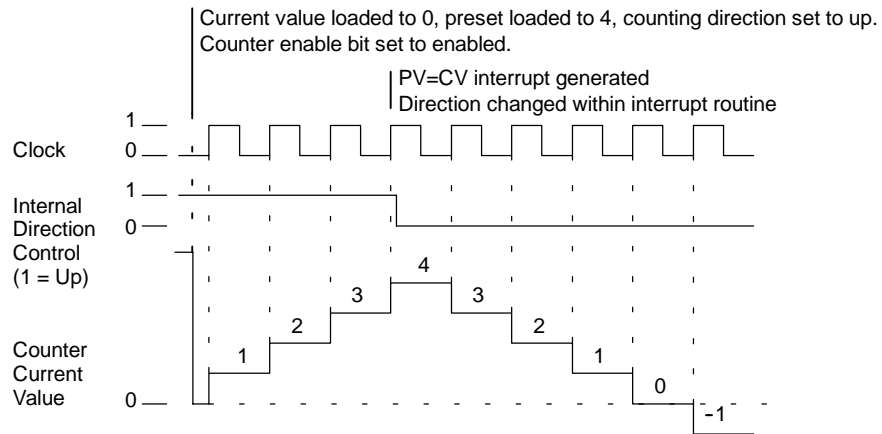 Current value loaded to 0, preset loaded to 4, counting direction set to up.
Counter enable bit set to enabled.
PV=CV interrupt generated
Direction changed within interrupt routine
1
Clock
0
1
Internal
Direction
0
Control
(1 = Up)
4
3
3
2
2
1
1
Counter
Current
Value
0
0
-1